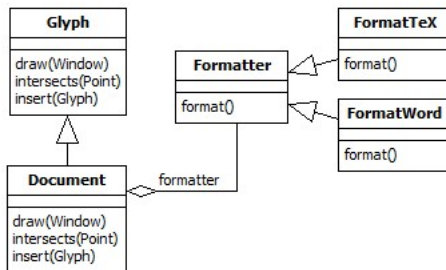 Glyph
draw(Window)
intersects(Point)
insert(Glyph)
Formatter
format()
FormatTeX
format()
FormatWord
format()
Document
draw(Window)
intersects(Point)
insert(Glyph)
formatter